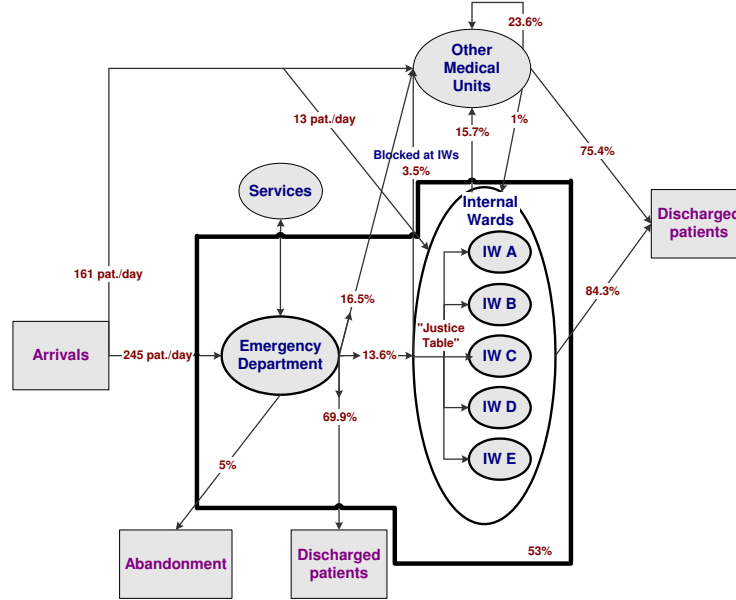 23.6%
Other
Medical
Units
13 pat./day
15.7%
1%
Blocked at IWs
3.5%
75.4%
Services
Internal
Wards
Discharged
patients
IW A
161 pat./day
84.3%
16.5%
IW B
"Justice
Table"
Arrivals
245 pat./day
Emergency
Department
13.6%
IW C
69.9%
IW D
5%
IW E
Abandonment
Discharged
patients
53%